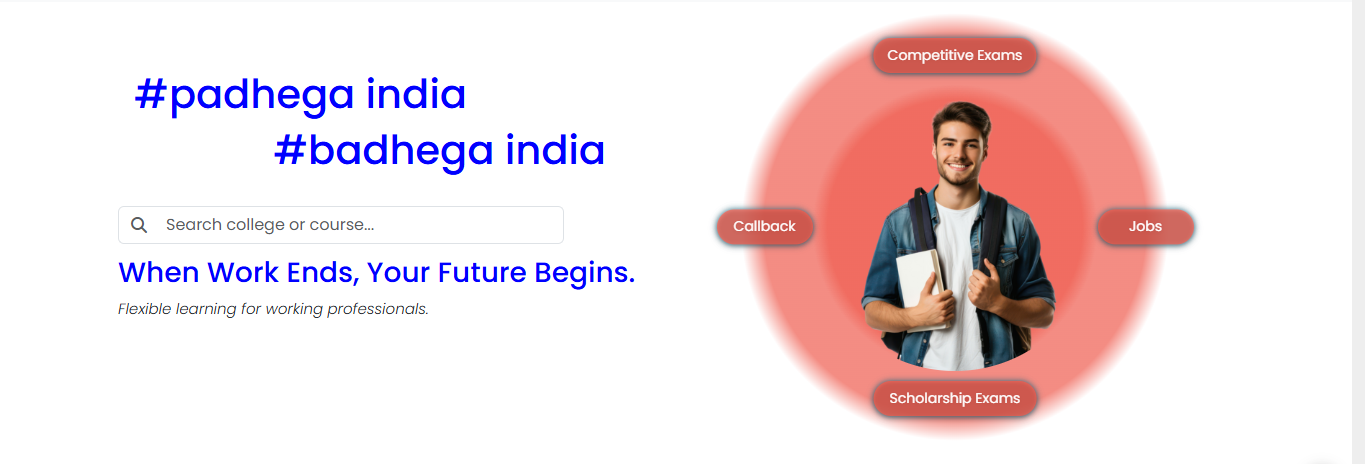 #padhega india
#badhega india
Search college or course...
When Work Ends, Your Future Begins.
Flexible learning for working professionals.
Competitive Exams
Callback
Jobs
Scholarship Exams